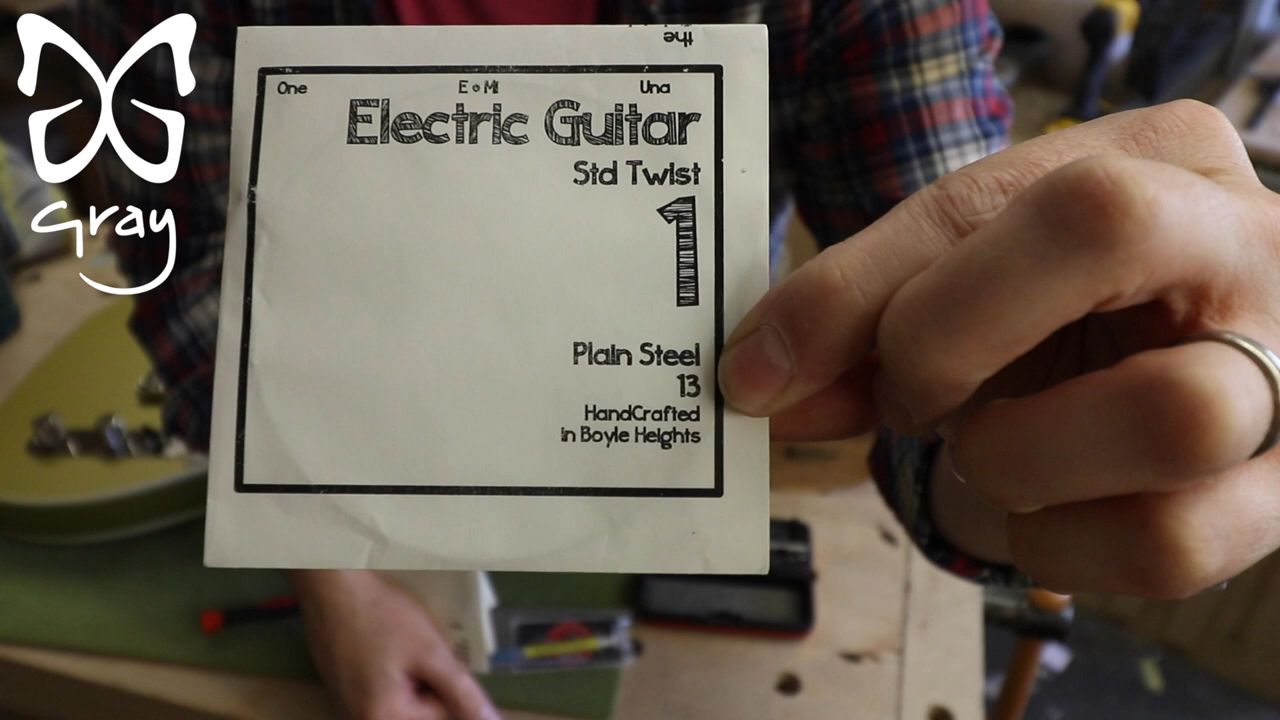 Gray
the
One E • MI Una
Electric Guitar
Std Twist
1
Plain Steel
13
HandCrafted
In Boyle Heights